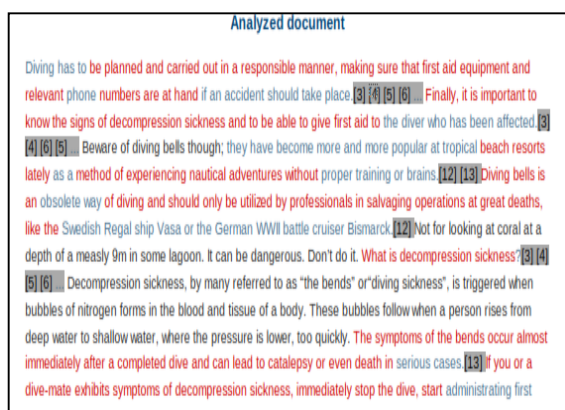 Analyzed document
Diving has to be planned and carried out in a responsible manner, making sure that first aid equipment and
relevant phone numbers are at hand if an accident should take place.[3] [4] [5] [6] ... Finally, it is important to
know the signs of decompression sickness and to be able to give first aid to the diver who has been affected.[3]
[4] [6] [5] ... Beware of diving bells though; they have become more and more popular at tropical beach resorts
lately as a method of experiencing nautical adventures without proper training or brains.[12] [13] Diving bells is
an obsolete way of diving and should only be utilized by professionals in salvaging operations at great deaths,
like the Swedish Regal ship Vasa or the German WWII battle cruiser Bismarck.[12] Not for looking at coral at a
depth of a measly 9m in some lagoon. It can be dangerous. Don't do it. What is decompression sickness?[3] [4]
[5] [6] ... Decompression sickness, by many referred to as “the bends” or“diving sickness”, is triggered when
bubbles of nitrogen forms in the blood and tissue of a body. These bubbles follow when a person rises from
deep water to shallow water, where the pressure is lower, too quickly. The symptoms of the bends occur almost
immediately after a completed dive and can lead to catalepsy or even death in serious cases.[13] If you or a
dive-mate exhibits symptoms of decompression sickness, immediately stop the dive, start administrating first